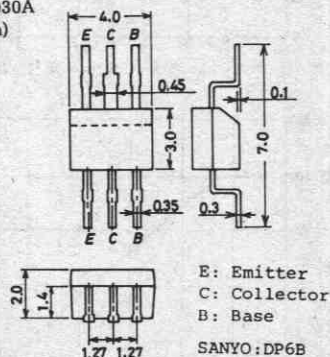 030A
4.0
E C B
0.45
0.1
3.0
7.0
0.35
0.3
E C B
2.0
1.4
1.27 1.27
E: Emitter
C: Collector
B: Base
SANYO: DP6B